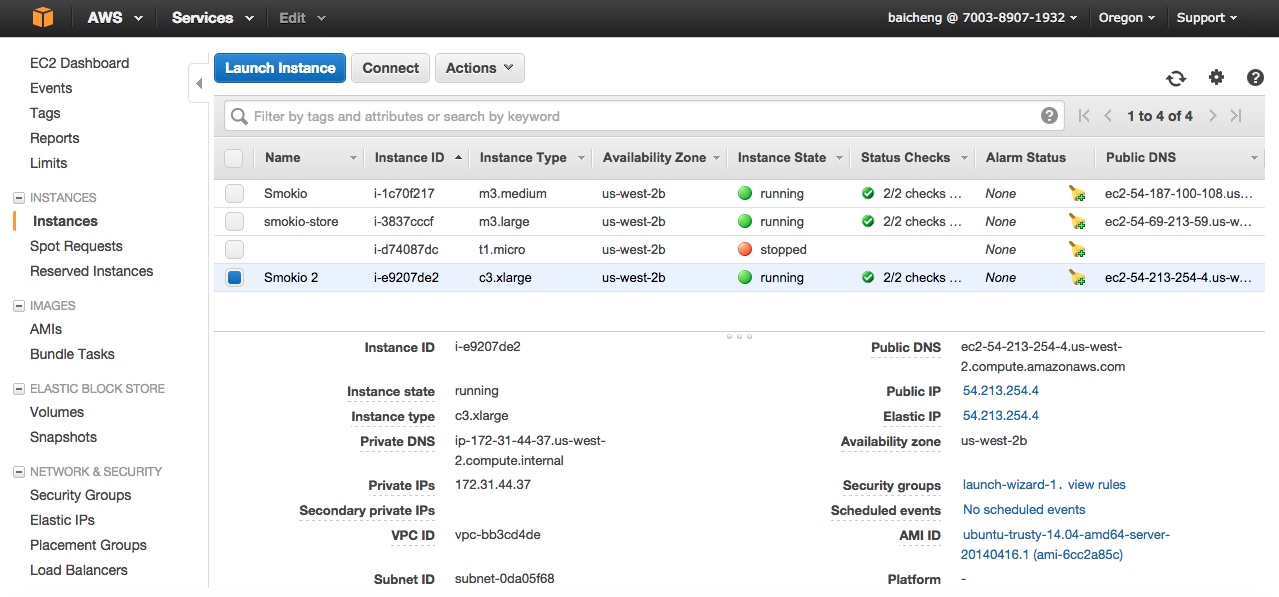 AWS Services Edit baicheng @ 7003-8907-1932 Oregon Support
EC2 Dashboard
Events
Tags
Reports
Limits
INSTANCES
Instances
Spot Requests
Reserved Instances
IMAGES
AMIs
Bundle Tasks
ELASTIC BLOCK STORE
Volumes
Snapshots
NETWORK & SECURITY
Security Groups
Elastic IPs
Placement Groups
Load Balancers
Launch Instance Connect Actions
Filter by tags and attributes or search by keyword 1 to 4 of 4
Name Instance ID Instance Type Availability Zone Instance State Status Checks Alarm Status Public DNS
Smokio i-1c70f217 m3.medium us-west-2b running 2/2 checks ... None ec2-54-187-100-108.us...
smokio-store i-3837cccf m3.large us-west-2b running 2/2 checks ... None ec2-54-69-213-59.us-w...
i-d74087dc t1.micro us-west-2b stopped None
Smokio 2 i-e9207de2 c3.xlarge us-west-2b running 2/2 checks ... None ec2-54-213-254-4.us-w...
Instance ID i-e9207de2
Instance state running
Instance type c3.xlarge
Private DNS ip-172-31-44-37.us-west-
2.compute.internal
Private IPs 172.31.44.37
Secondary private IPs
VPC ID vpc-bb3cd4de
Subnet ID subnet-0da05f68
Public DNS ec2-54-213-254-4.us-west-
2.compute.amazonaws.com
Public IP 54.213.254.4
Elastic IP 54.213.254.4
Availability zone us-west-2b
Security groups launch-wizard-1. view rules
Scheduled events No scheduled events
AMI ID ubuntu-trusty-14.04-amd64-server-
20140416.1 (ami-6cc2a85c)
Platform -